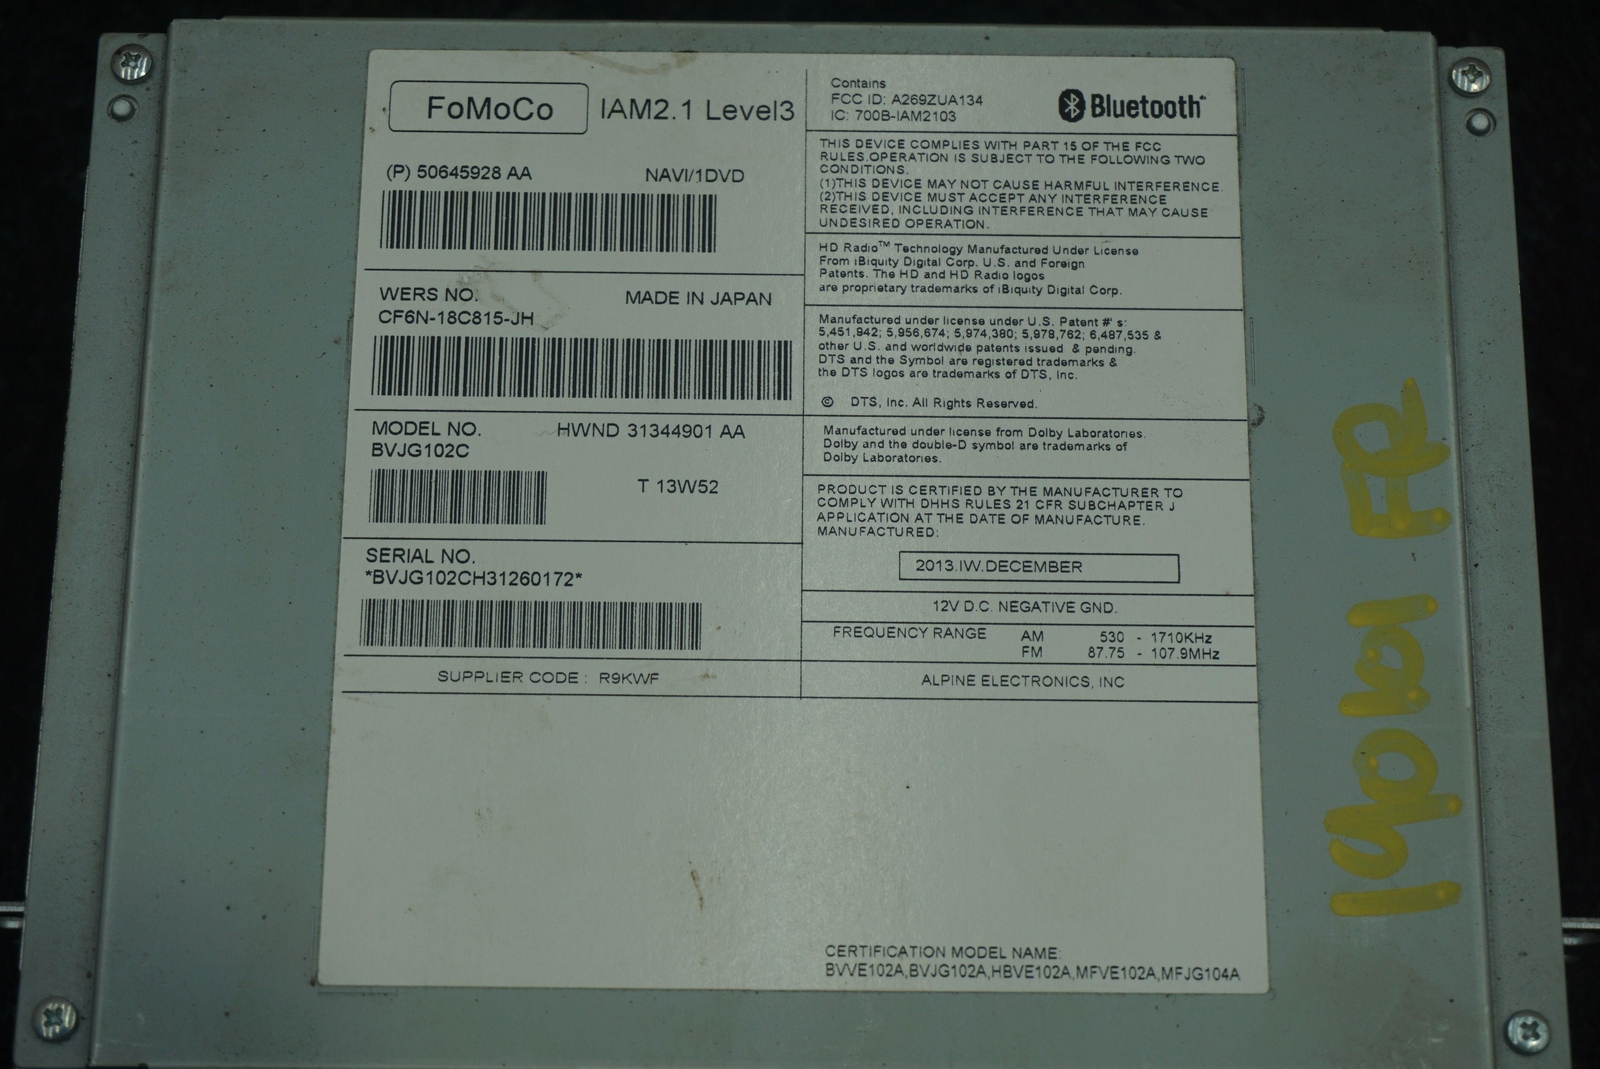 FoMoCo IAM2.1 Level3
(P) 50645928 AA NAVI/1DVD
WERS NO. MADE IN JAPAN
CF6N-18C815-JH
MODEL NO. HWND 31344901 AA
BVJG102C
T 13W52
SERIAL NO.
*BVJG102CH31260172*
SUPPLIER CODE : R9KWF
Contains
FCC ID: A269ZUA134
IC: 700B-IAM2103
Bluetooth
THIS DEVICE COMPLIES WITH PART 15 OF THE FCC
RULES.OPERATION IS SUBJECT TO THE FOLLOWING TWO
CONDITIONS.
(1)THIS DEVICE MAY NOT CAUSE HARMFUL INTERFERENCE.
(2)THIS DEVICE MUST ACCEPT ANY INTERFERENCE
RECEIVED, INCLUDING INTERFERENCE THAT MAY CAUSE
UNDESIRED OPERATION.
HD Radio™ Technology Manufactured Under License
From iBiquity Digital Corp. U.S. and Foreign
Patents. The HD and HD Radio logos
are proprietary trademarks of iBiquity Digital Corp.
Manufactured under license under U.S. Patent #' s:
5,451,942; 5,956,674; 5,974,380; 5,978,762; 6,487,535 &
other U.S. and worldwide patents issued & pending.
DTS and the Symbol are registered trademarks &
the DTS logos are trademarks of DTS, Inc.
© DTS, Inc. All Rights Reserved.
Manufactured under license from Dolby Laboratories.
Dolby and the double-D symbol are trademarks of
Dolby Laboratories.
PRODUCT IS CERTIFIED BY THE MANUFACTURER TO
COMPLY WITH DHHS RULES 21 CFR SUBCHAPTER J
APPLICATION AT THE DATE OF MANUFACTURE.
MANUFACTURED:
2013.IW.DECEMBER
12V D.C. NEGATIVE GND.
FREQUENCY RANGE AM 530 - 1710KHz
FM 87.75 - 107.9MHz
ALPINE ELECTRONICS, INC
CERTIFICATION MODEL NAME:
BVVE102A,BVJG102A,HBVE102A,MFVE102A,MFJG104A